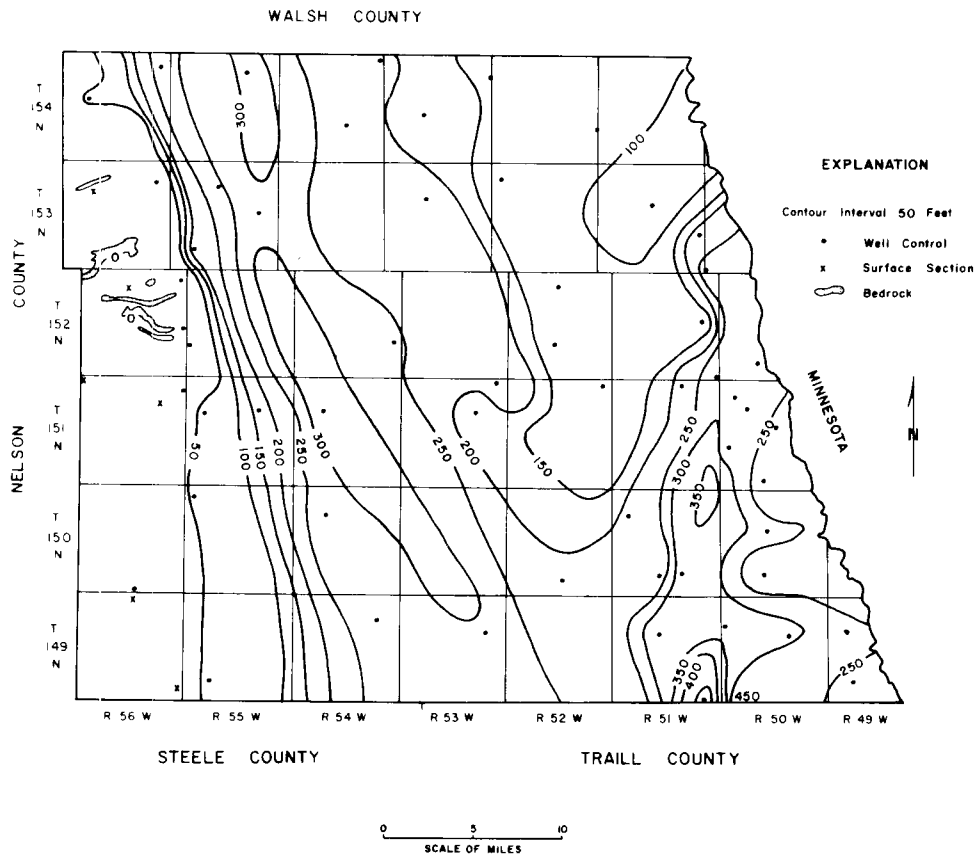 WALSH COUNTY
T
154
N
T
153
N
T
152
N
T
151
N
T
150
N
T
149
N
NELSON COUNTY
MINNESOTA
300
100
50
100
150
200
250
300
250
200
150
250
300
350
250
350
400
450
250
EXPLANATION
Contour Interval 50 Feet
Well Control
x Surface Section
Bedrock
N
R 56 W
R 55 W
R 54 W
R 53 W
R 52 W
R 51 W
R 50 W
R 49 W
STEELE COUNTY
TRAILL COUNTY
0 5 10
SCALE OF MILES